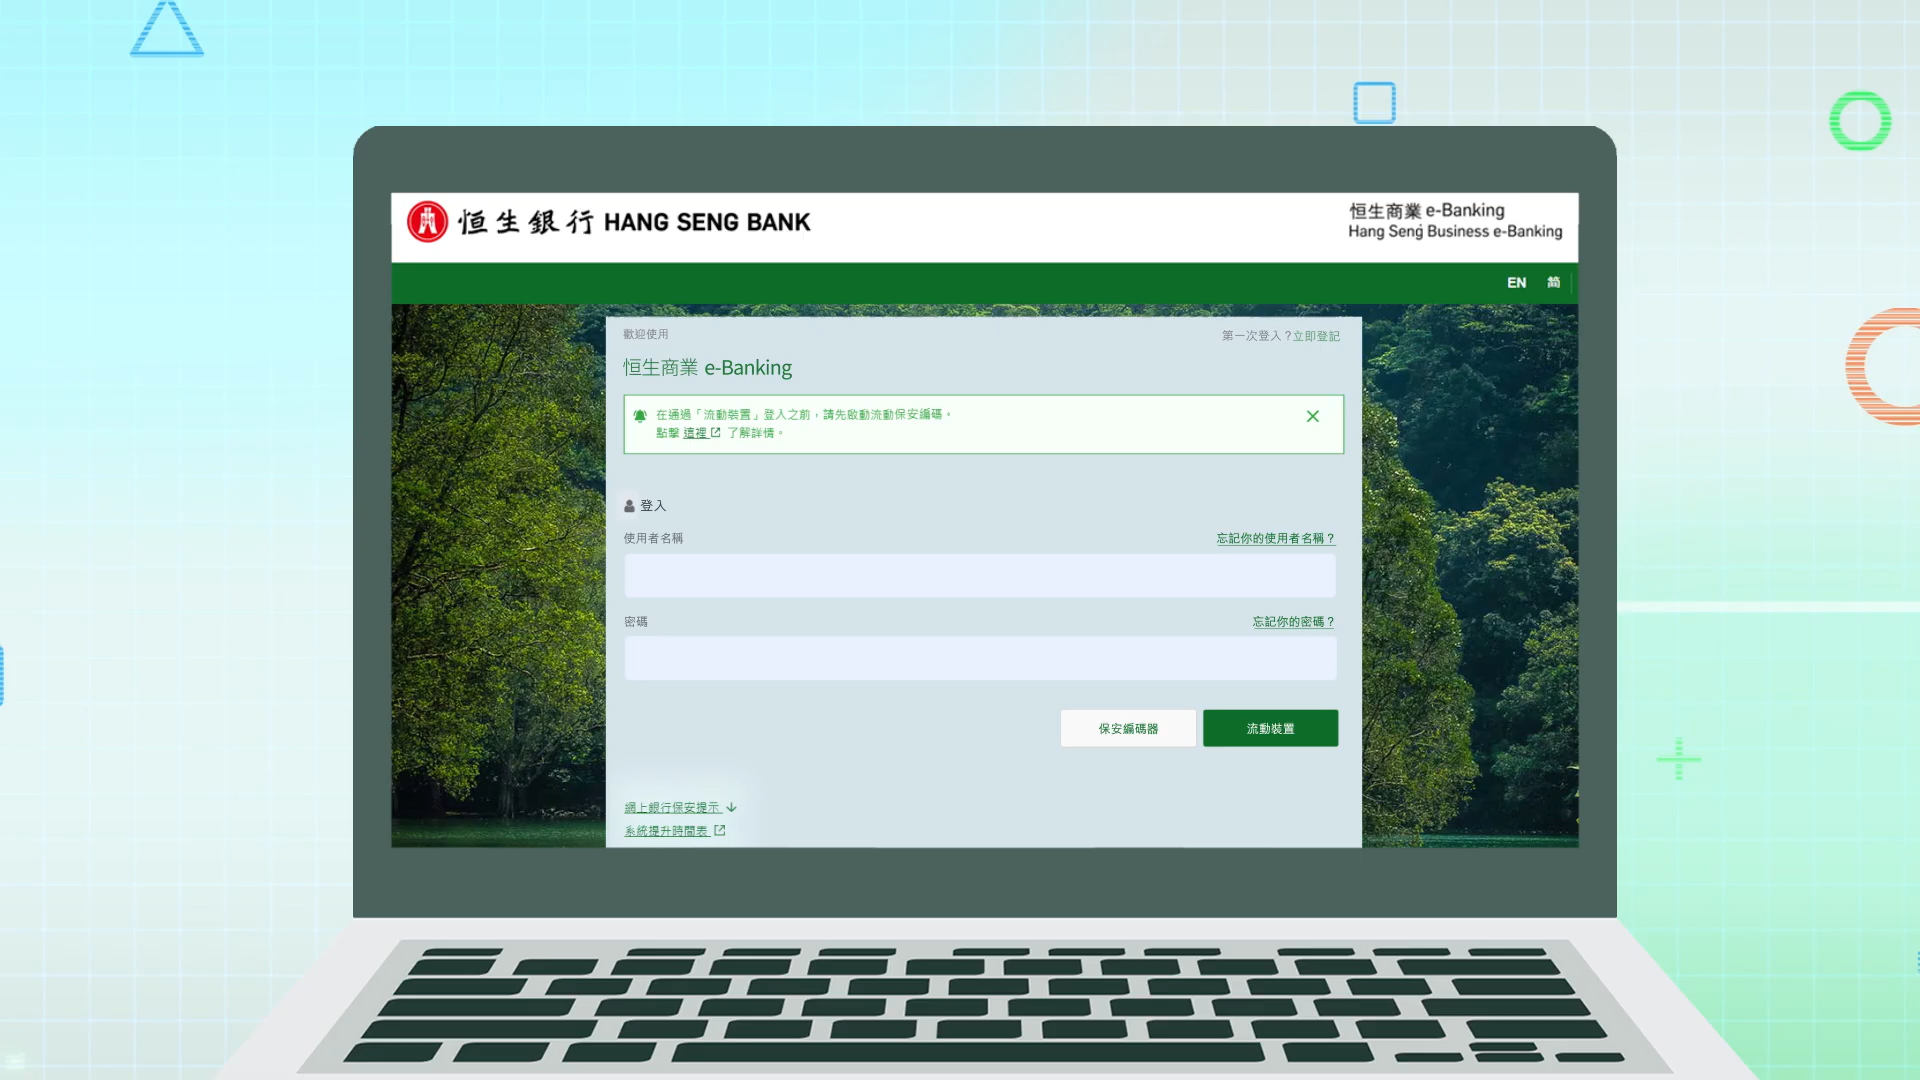 恒生銀行 HANG SENG BANK
恒生商業 e-Banking
Hang Seng Business e-Banking
EN 简
歡迎使用
第一次登入？立即登記
恒生商業 e-Banking
在通過「流動裝置」登入之前，請先啟動流動保安編碼。
點擊 這裡 了解詳情。
登入
使用者名稱
忘記你的使用者名稱？
密碼
忘記你的密碼？
保安編碼器
流動裝置
網上銀行保安提示
系統提升時間表